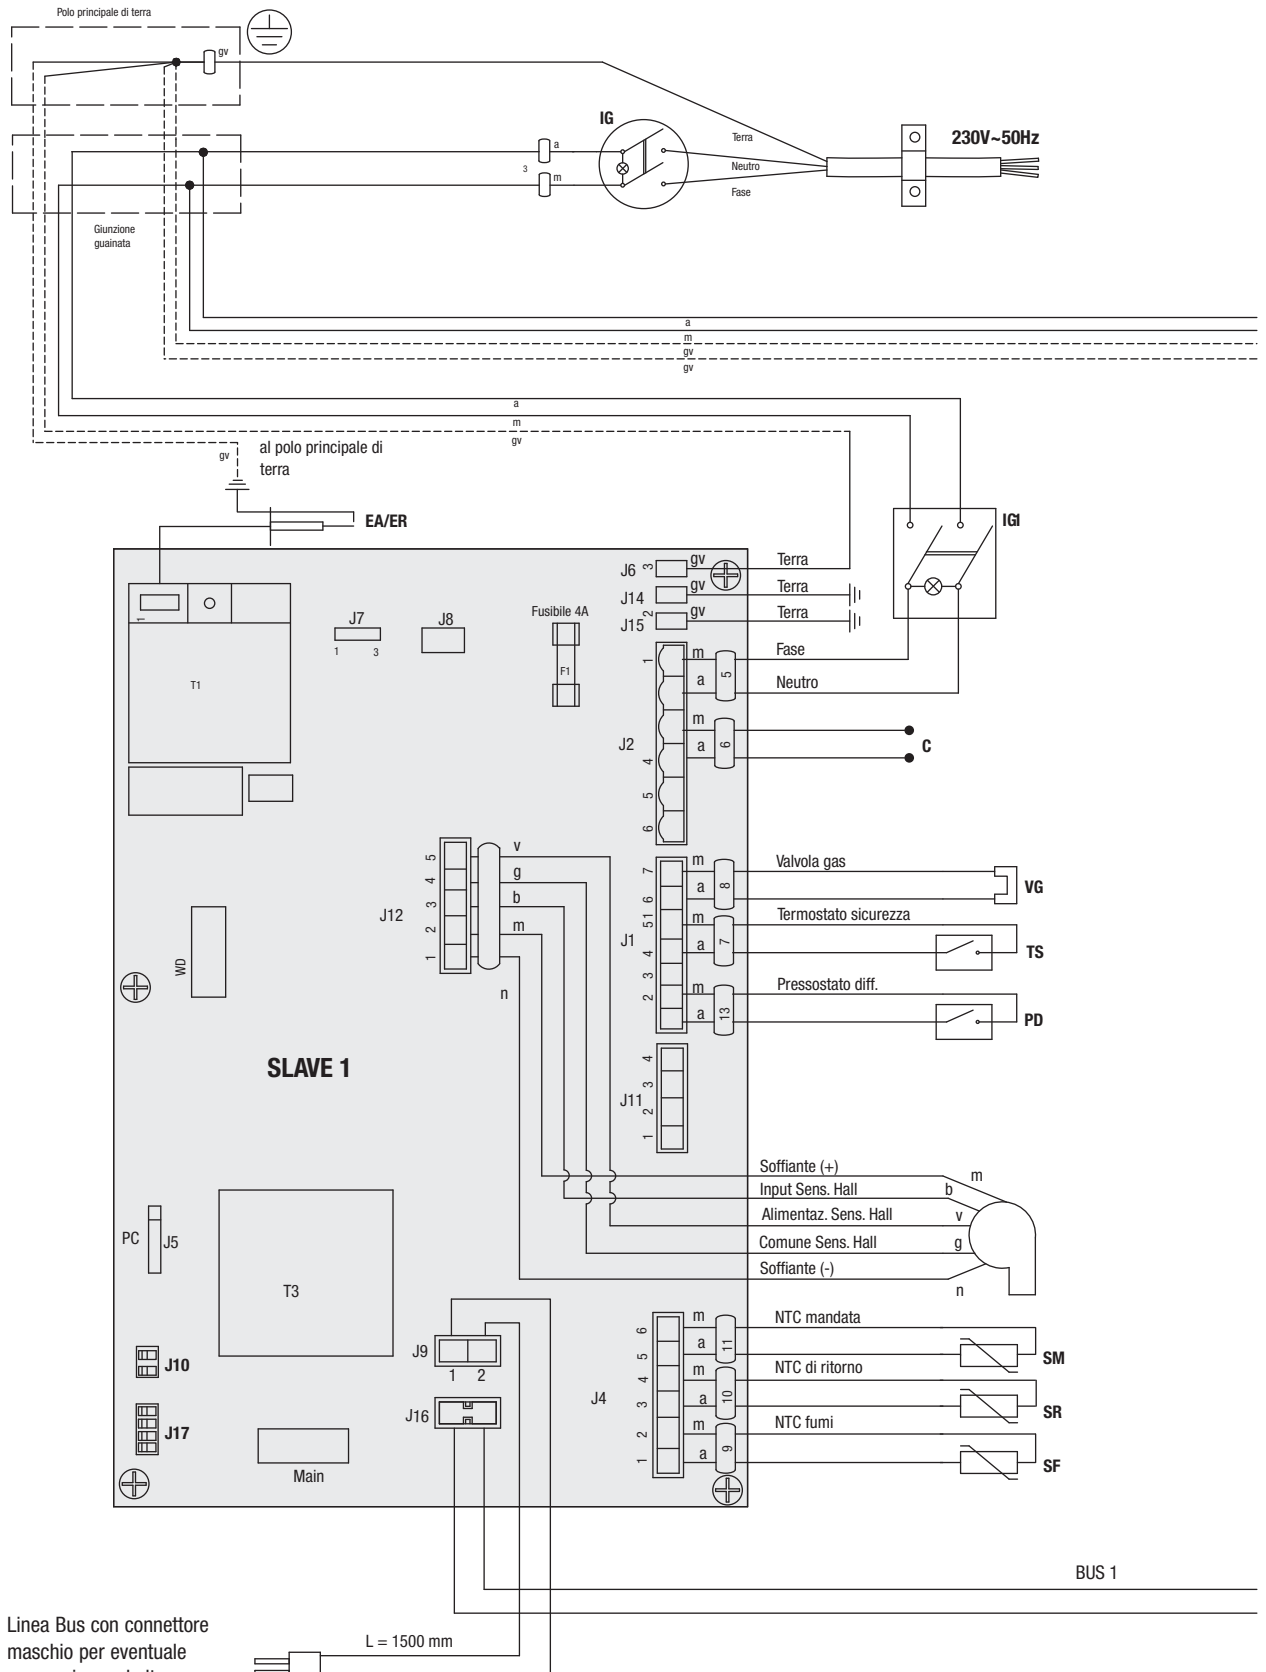 Polo principale di terra
gv
IG
Terra
230V~50Hz
a
3
Neutro
m
Fase
Giunzione
guainata
a
m
gv
gv
a
m
gv
al polo principale di
terra
gv
EA/ER
IG1
J6
3
gv
Terra
J14
gv
Terra
J15
2
gv
Terra
Fusibile 4A
F1
J7
1
3
J8
1
T1
J2
1
4
5
6
m
a
5
Fase
Neutro
m
a
6
C
J12
5
4
3
2
1
v
g
b
m
n
J1
7
6
51
4
3
2
m
a
8
Valvola gas
VG
m
a
7
Termostato sicurezza
TS
m
a
13
Pressostato diff.
PD
WD
SLAVE 1
J11
4
3
2
1
Soffiante (+)
m
Input Sens. Hall
b
Alimentaz. Sens. Hall
v
Comune Sens. Hall
g
Soffiante (-)
n
PC
J5
T3
J10
J17
Main
J9
1
2
J16
J4
6
5
4
3
2
1
m
a
11
NTC mandata
SM
m
a
10
NTC di ritorno
SR
m
a
9
NTC fumi
SF
BUS 1
Linea Bus con connettore
maschio per eventuale
L = 1500 mm